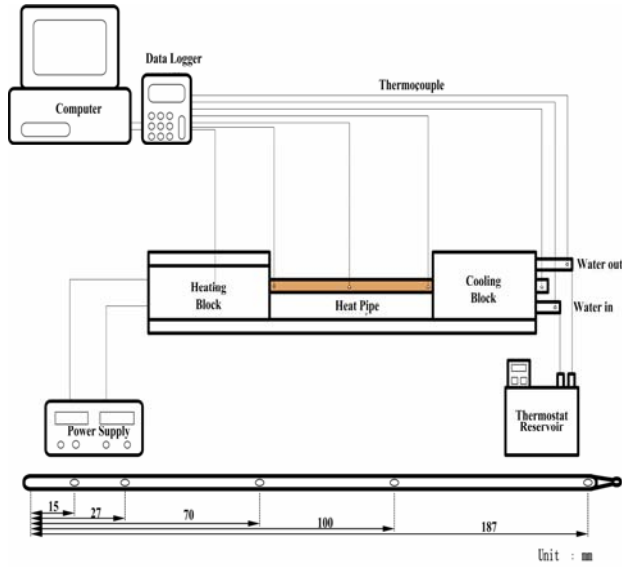 Data Logger
Thermocouple
Computer
Water out
Heating
Block
Cooling
Block
Heat Pipe
Water in
Power Supply
Thermostat
Reservoir
15
27
70
100
187
Unit : mm